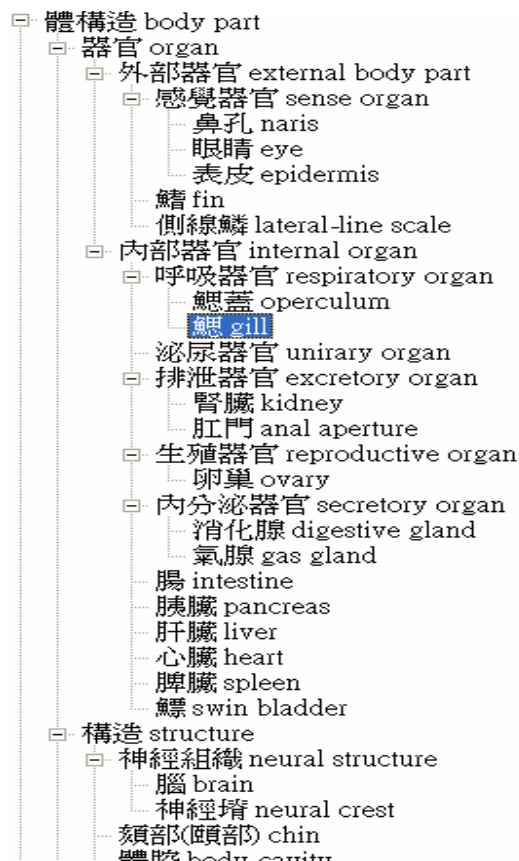 體構造 body part
器官 organ
外部器官 external body part
感覺器官 sense organ
鼻孔 naris
眼睛 eye
表皮 epidermis
鰭 fin
側線鱗 lateral-line scale
內部器官 internal organ
呼吸器官 respiratory organ
鰓蓋 operculum
鰓 gill
泌尿器官 unirary organ
排泄器官 excretory organ
腎臟 kidney
肛門 anal aperture
生殖器官 reproductive organ
卵巢 ovary
內分泌器官 secretory organ
消化腺 digestive gland
氣腺 gas gland
腸 intestine
胰臟 pancreas
肝臟 liver
心臟 heart
脾臟 spleen
鰾 swin bladder
構造 structure
神經組織 neural structure
腦 brain
神經堉 neural crest
頦部(頤部) chin
體腔 body cavity